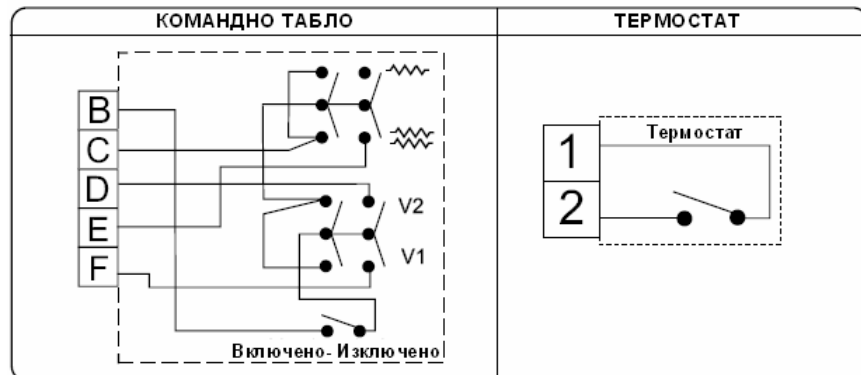 КОМАНДНО ТАБЛО
ТЕРМОСТАТ
B
C
D
E
F
V2
V1
Включено- Изключено
1
2
Термостат